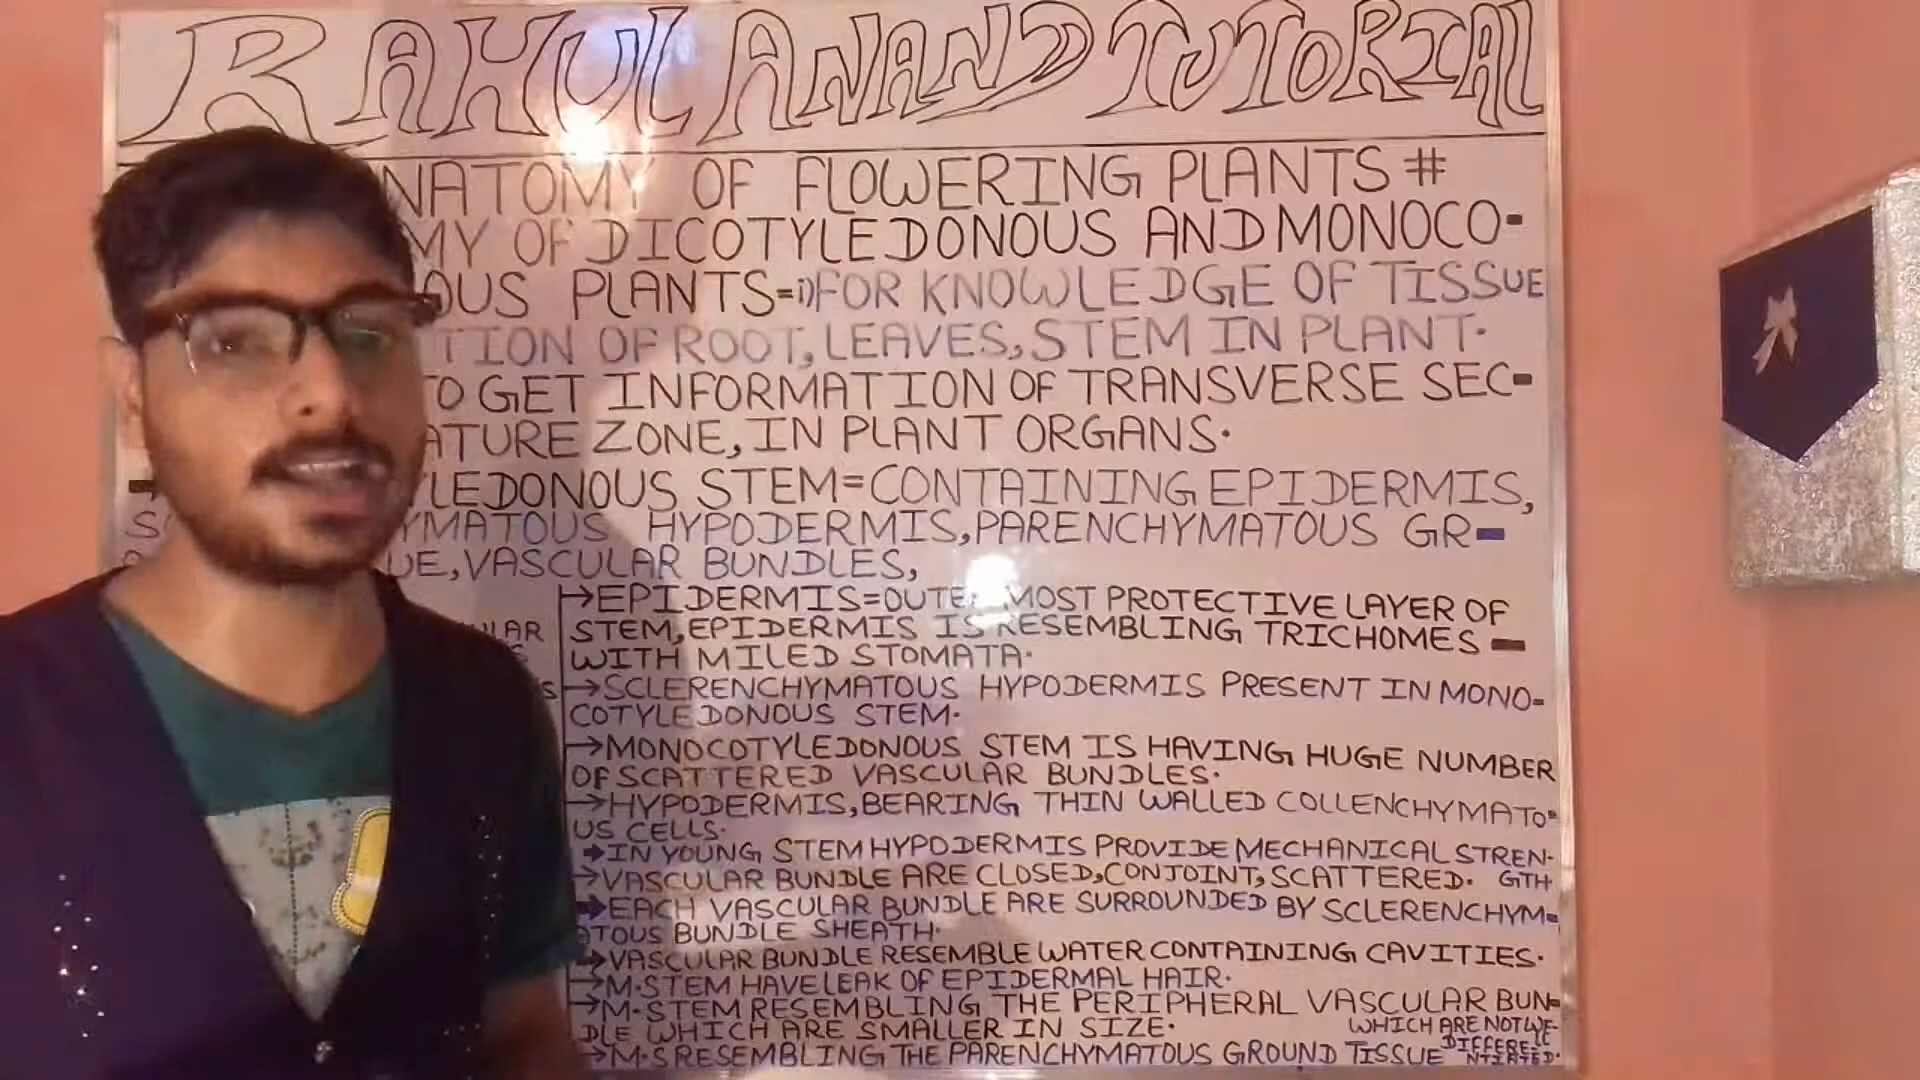 RAHUL ANAND TUTORIAL
NATOMY OF FLOWERING PLANTS #
MY OF DICOTYLEDONOUS AND MONOCO-
OUS PLANTS=i)FOR KNOWLEDGE OF TISSUE
TION OF ROOT, LEAVES, STEM IN PLANT.
TO GET INFORMATION OF TRANSVERSE SEC-
ATURE ZONE, IN PLANT ORGANS.
YLEDONOUS STEM=CONTAINING EPIDERMIS,
YMATOUS HYPODERMIS, PARENCHYMATOUS GR-
UE, VASCULAR BUNDLES,
→EPIDERMIS=OUTER MOST PROTECTIVE LAYER OF
STEM, EPIDERMIS IS RESEMBLING TRICHOMES -
WITH MILED STOMATA.
→SCLERENCHYMATOUS HYPODERMIS PRESENT IN MONO-
COTYLEDONOUS STEM.
→MONOCOTYLEDONOUS STEM IS HAVING HUGE NUMBER
OF SCATTERED VASCULAR BUNDLES.
→HYPODERMIS, BEARING THIN WALLED COLLENCHYMATO-
US CELLS.
→IN YOUNG STEM HYPODERMIS PROVIDE MECHANICAL STREN-
GTH.
→VASCULAR BUNDLE ARE CLOSED, CONJOINT, SCATTERED.
→EACH VASCULAR BUNDLE ARE SURROUNDED BY SCLERENCHYM-
ATOUS BUNDLE SHEATH.
→VASCULAR BUNDLE RESEMBLE WATER CONTAINING CAVITIES.
→M.STEM HAVE LEAK OF EPIDERMAL HAIR.
→M.STEM RESEMBLING THE PERIPHERAL VASCULAR BUN-
DLE WHICH ARE SMALLER IN SIZE.
→M.S RESEMBLING THE PARENCHYMATOUS GROUND TISSUE
WHICH ARE NOT WE-
DIFFERE
NTIATED.